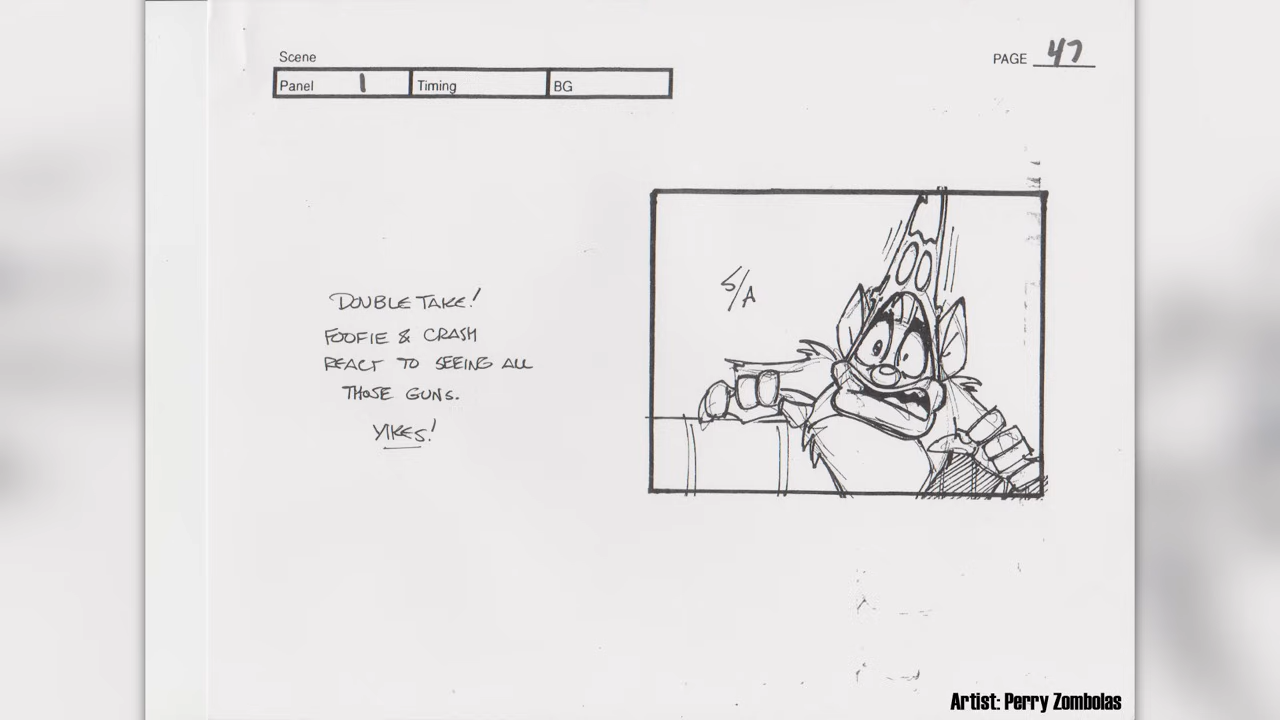 Scene
PAGE 47
Panel 1 Timing BG
DOUBLE TAKE!
FOOFIE & CRASH
REACT TO SEEING ALL
THOSE GUNS.
YIKES!
S/A
Artist: Perry Zombolas